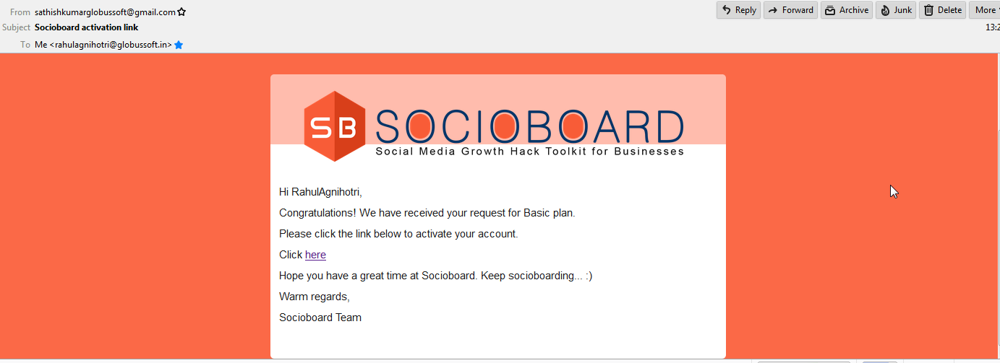 From sathishkumarglobussoft@gmail.com
Reply Forward Archive Junk Delete More
Subject Socioboard activation link
To Me <rahulagnihotri@globussoft.in>
SB SOCIOBOARD
Social Media Growth Hack Toolkit for Businesses
Hi RahulAgnihotri,
Congratulations! We have received your request for Basic plan.
Please click the link below to activate your account.
Click here
Hope you have a great time at Socioboard. Keep socioboarding... :)
Warm regards,
Socioboard Team